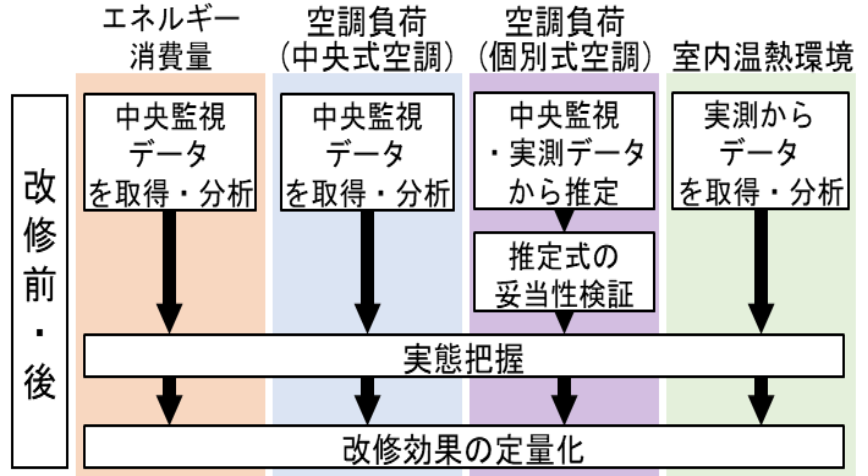 エネルギー
消費量
空調負荷
(中央式空調)
空調負荷
(個別式空調)
室内温熱環境
改修前・後
中央監視
データ
を取得・分析
中央監視
データ
を取得・分析
中央監視
・実測データ
から推定
実測から
データ
を取得・分析
推定式の
妥当性検証
実態把握
改修効果の定量化